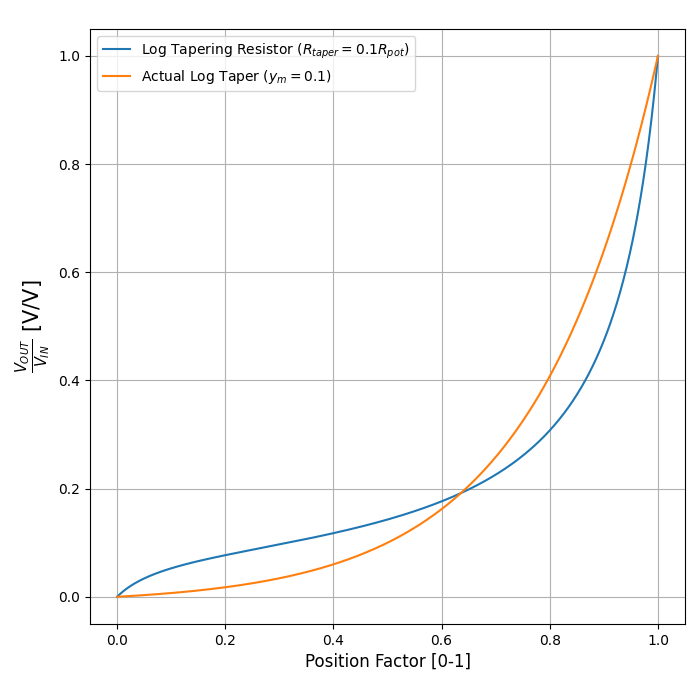 Log Tapering Resistor (R_taper = 0.1R_pot)
Actual Log Taper (y_m = 0.1)
1.0
0.8
0.6
0.4
0.2
0.0
V_OUT/V_IN [V/V]
0.0 0.2 0.4 0.6 0.8 1.0
Position Factor [0-1]